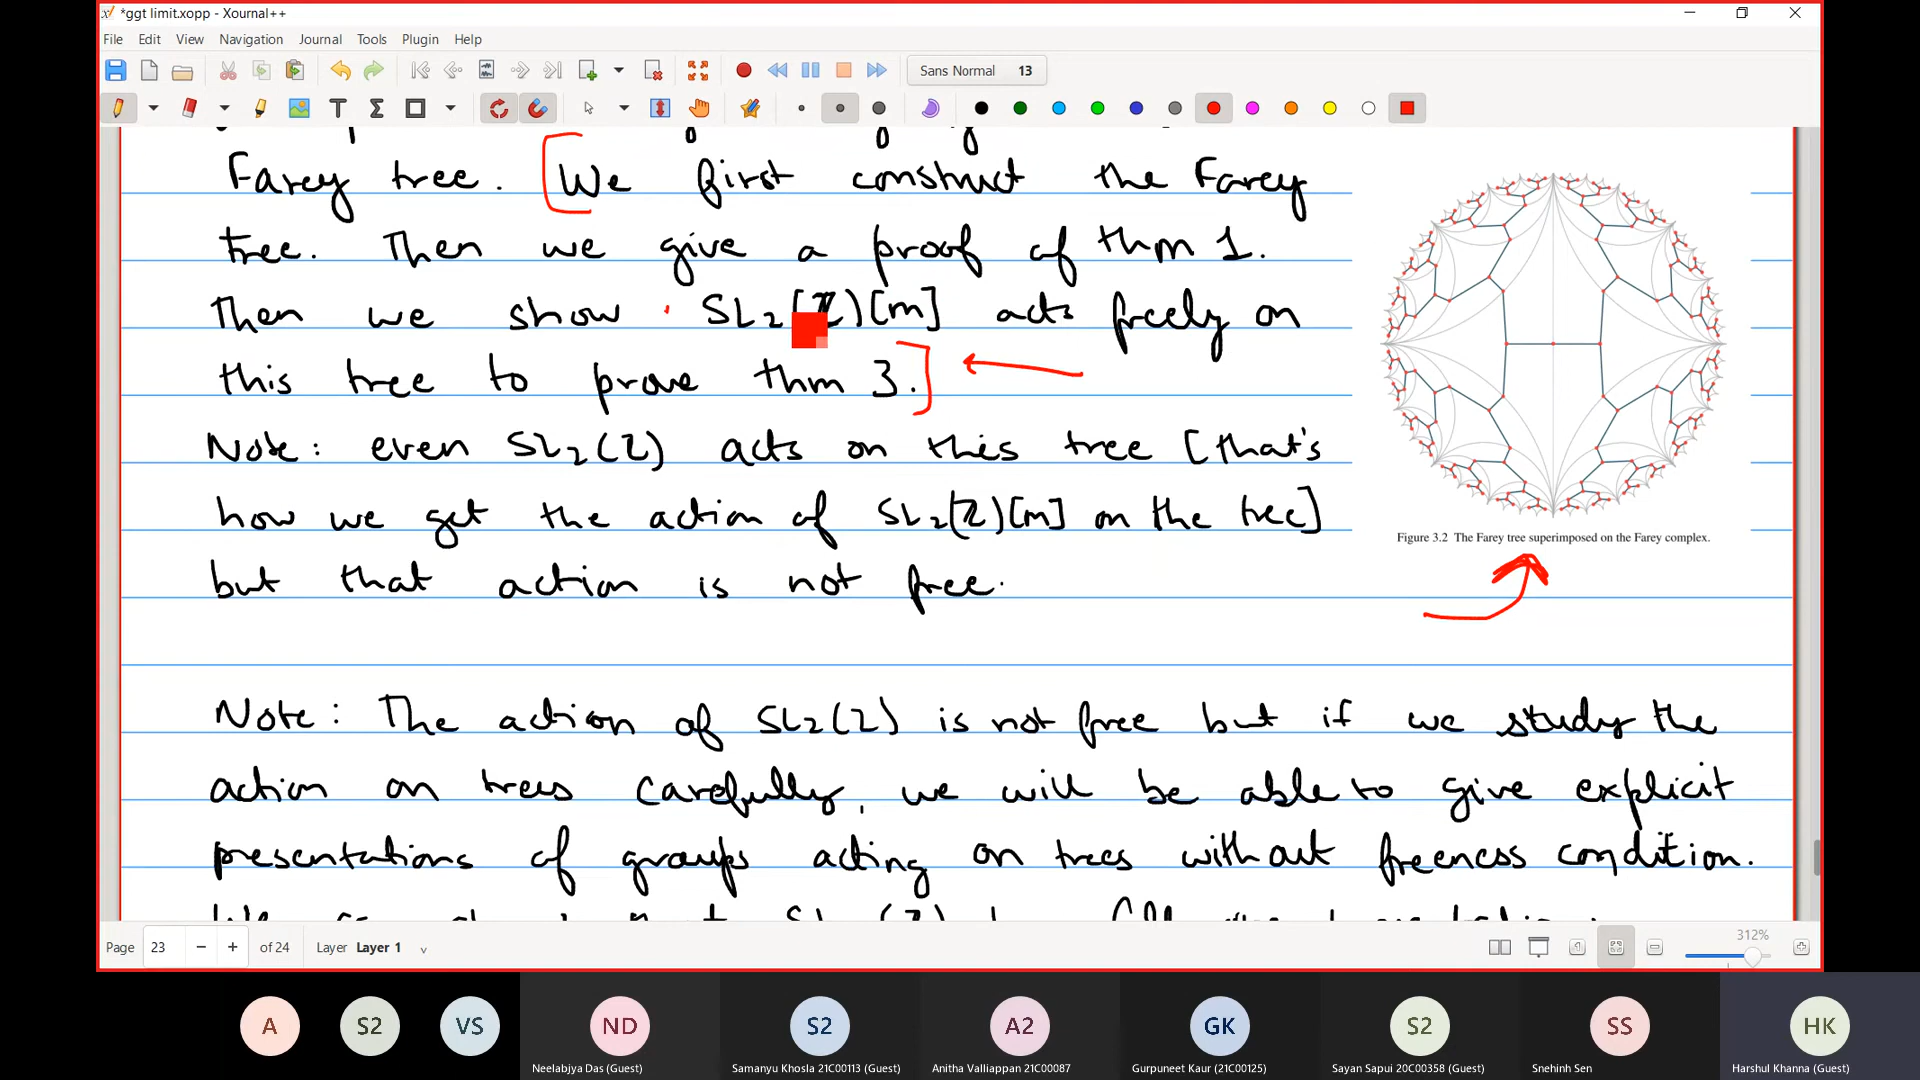 *ggt limit.xopp - Xournal++
File Edit View Navigation Journal Tools Plugin Help
Sans Normal 13
Farey tree. [We first construct the Farey
tree. Then we give a proof of thm 1.
Then we show SL₂(ℤ)[m] acts freely on
this tree to prove thm 3.]
Note: even SL₂(ℤ) acts on this tree [that's
how we get the action of SL₂(ℤ)[m] on the tree]
but that action is not free.
Figure 3.2 The Farey tree superimposed on the Farey complex.
Note: The action of SL₂(ℤ) is not free but if we study the
action on trees carefully, we will be able to give explicit
presentations of groups acting on trees without freeness condition.
Page 23 − + of 24 Layer Layer 1 312%
A S2 VS ND S2 A2 GK S2 SS HK
Neelabjya Das (Guest) Samanyu Khosla 21C00113 (Guest) Anitha Valliappan 21C00087 Gurpuneet Kaur (21C00125) Sayan Sapui 20C00358 (Guest) Snehinh Sen Harshul Khanna (Guest)